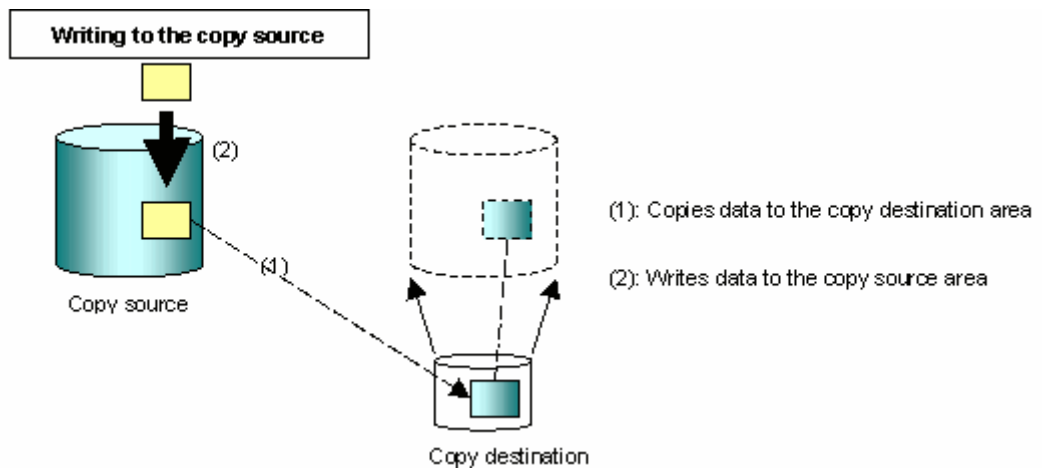 Writing to the copy source
(2)
(1): Copies data to the copy destination area
(1)
(2): Writes data to the copy source area
Copy source
Copy destination